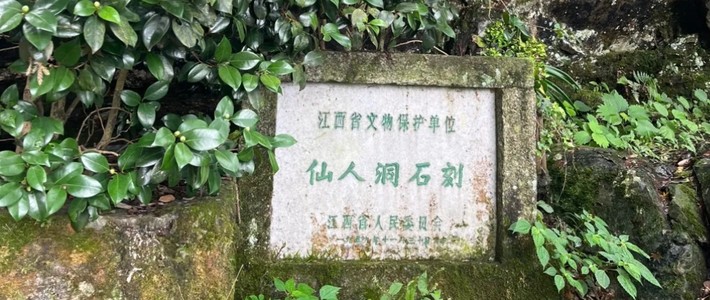 江西省文物保护单位
仙人洞石刻
江西省人民委员会